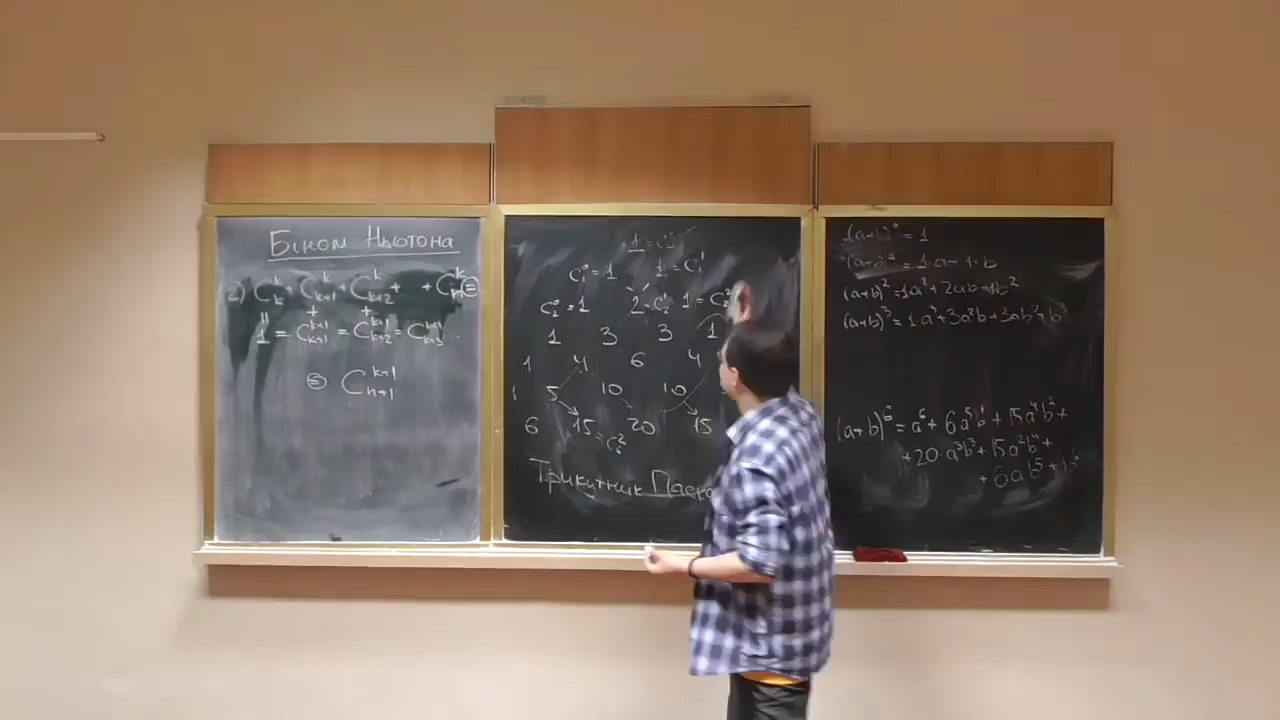 Біном Ньютона
2) C_k^k + C_{k+1}^k + C_{k+2}^k + + C_n^k ⊜
1 = C_{k+1}^{k+1} = C_{k+2}^{k+1} = C_{k+3}^{k+1}
⊜ C_{n+1}^{k+1}
1 = C_0^0
C_1^0 = 1 1 = C_1^1
C_2^0 = 1 2 = C_2^1 1 = C_2^2
1 3 3 1
1 4 6 4
1 5 10 10
6 15 20 15
= C_6^2
Трикутник
(a+b)^0 = 1
(a+b)^1 = 1·a + 1·b
(a+b)^2 = 1a^2 + 2ab + 1b^2
(a+b)^3 = 1a^3 + 3a^2b + 3ab^2 + b^3
(a+b)^6 = a^6 + 6a^5b^1 + 15a^4b^2 +
+ 20·a^3b^3 + 15a^2b^4 +
+ 6ab^5 + b^6